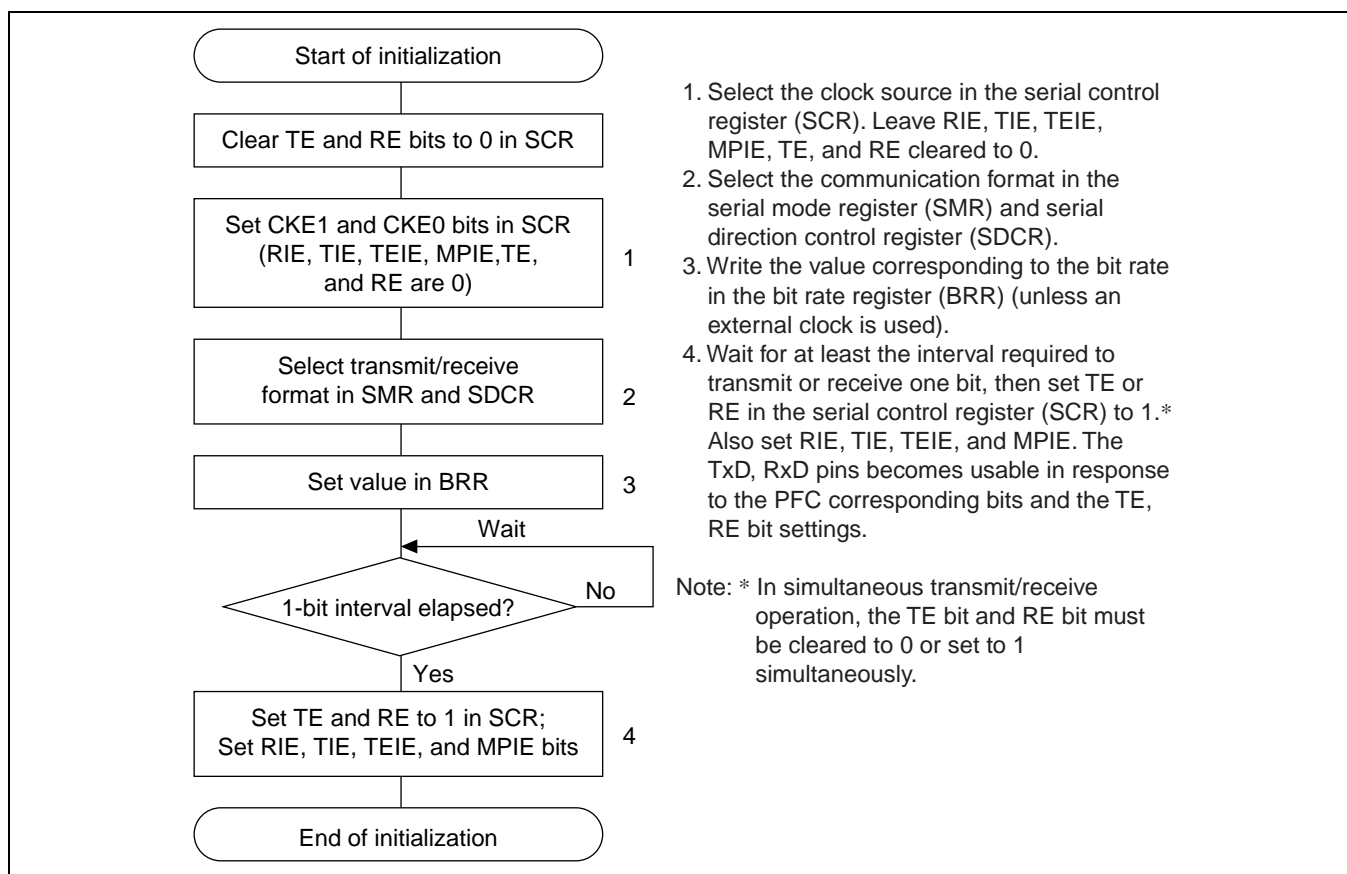 Start of initialization
Clear TE and RE bits to 0 in SCR
Set CKE1 and CKE0 bits in SCR
(RIE, TIE, TEIE, MPIE,TE,
and RE are 0)
1
Select transmit/receive
format in SMR and SDCR
2
Set value in BRR
3
Wait
1-bit interval elapsed?
No
Yes
Set TE and RE to 1 in SCR;
Set RIE, TIE, TEIE, and MPIE bits
4
End of initialization
1. Select the clock source in the serial control
register (SCR). Leave RIE, TIE, TEIE,
MPIE, TE, and RE cleared to 0.
2. Select the communication format in the
serial mode register (SMR) and serial
direction control register (SDCR).
3. Write the value corresponding to the bit rate
in the bit rate register (BRR) (unless an
external clock is used).
4. Wait for at least the interval required to
transmit or receive one bit, then set TE or
RE in the serial control register (SCR) to 1.*
Also set RIE, TIE, TEIE, and MPIE. The
TxD, RxD pins becomes usable in response
to the PFC corresponding bits and the TE,
RE bit settings.
Note: * In simultaneous transmit/receive
operation, the TE bit and RE bit must
be cleared to 0 or set to 1
simultaneously.